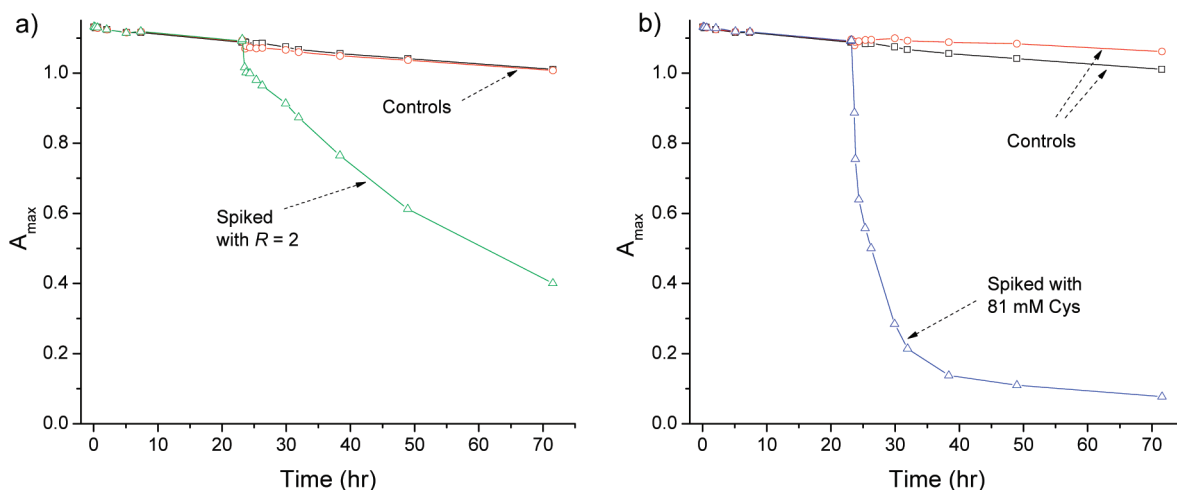 a)
A_max
1.0
0.8
0.6
0.4
0.2
0.0
0 10 20 30 40 50 60 70
Time (hr)
Controls
Spiked
with R = 2
b)
A_max
1.0
0.8
0.6
0.4
0.2
0.0
0 10 20 30 40 50 60 70
Time (hr)
Controls
Spiked with
81 mM Cys